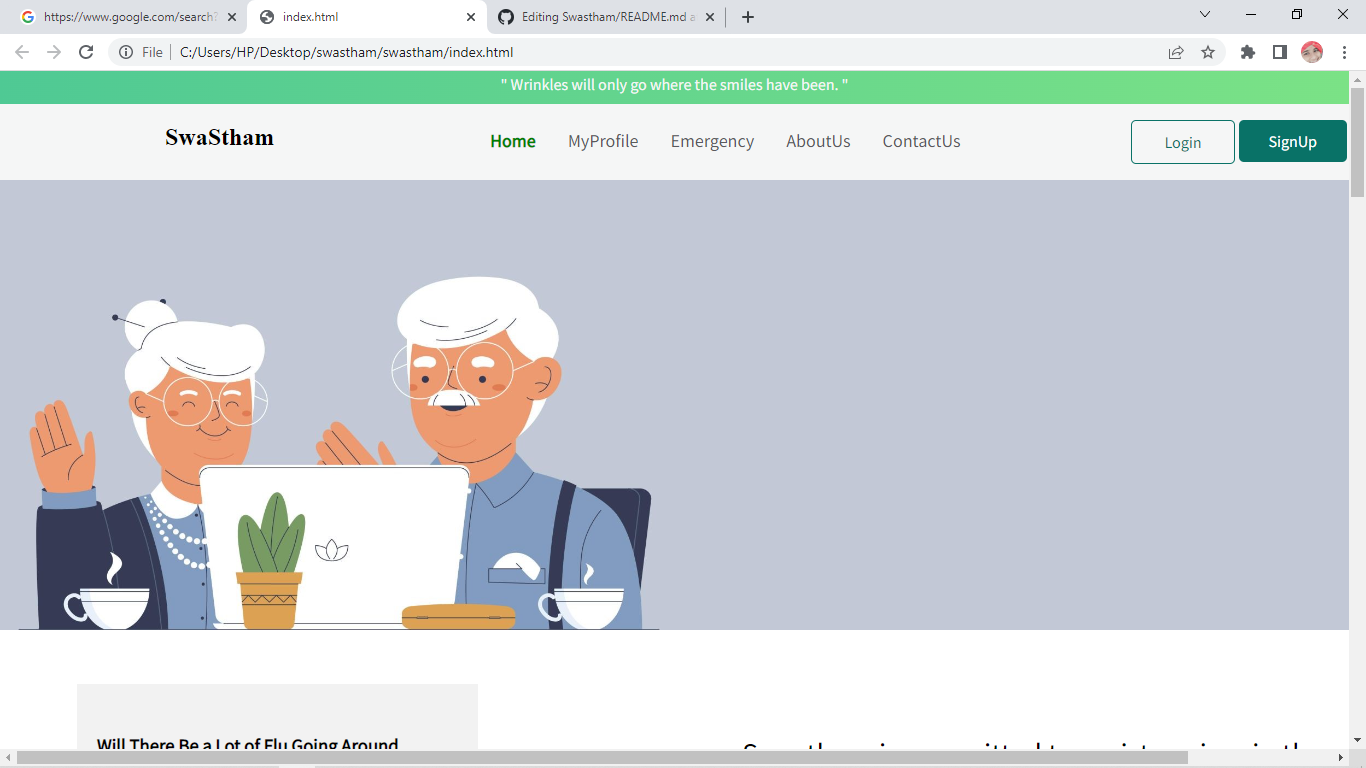 https://www.google.com/search?
index.html
Editing Swastham/README.md a
File
C:/Users/HP/Desktop/swastham/swastham/index.html
" Wrinkles will only go where the smiles have been. "
SwaStham
Home
MyProfile
Emergency
AboutUs
ContactUs
Login
SignUp
Will There Be a Lot of Flu Going Around